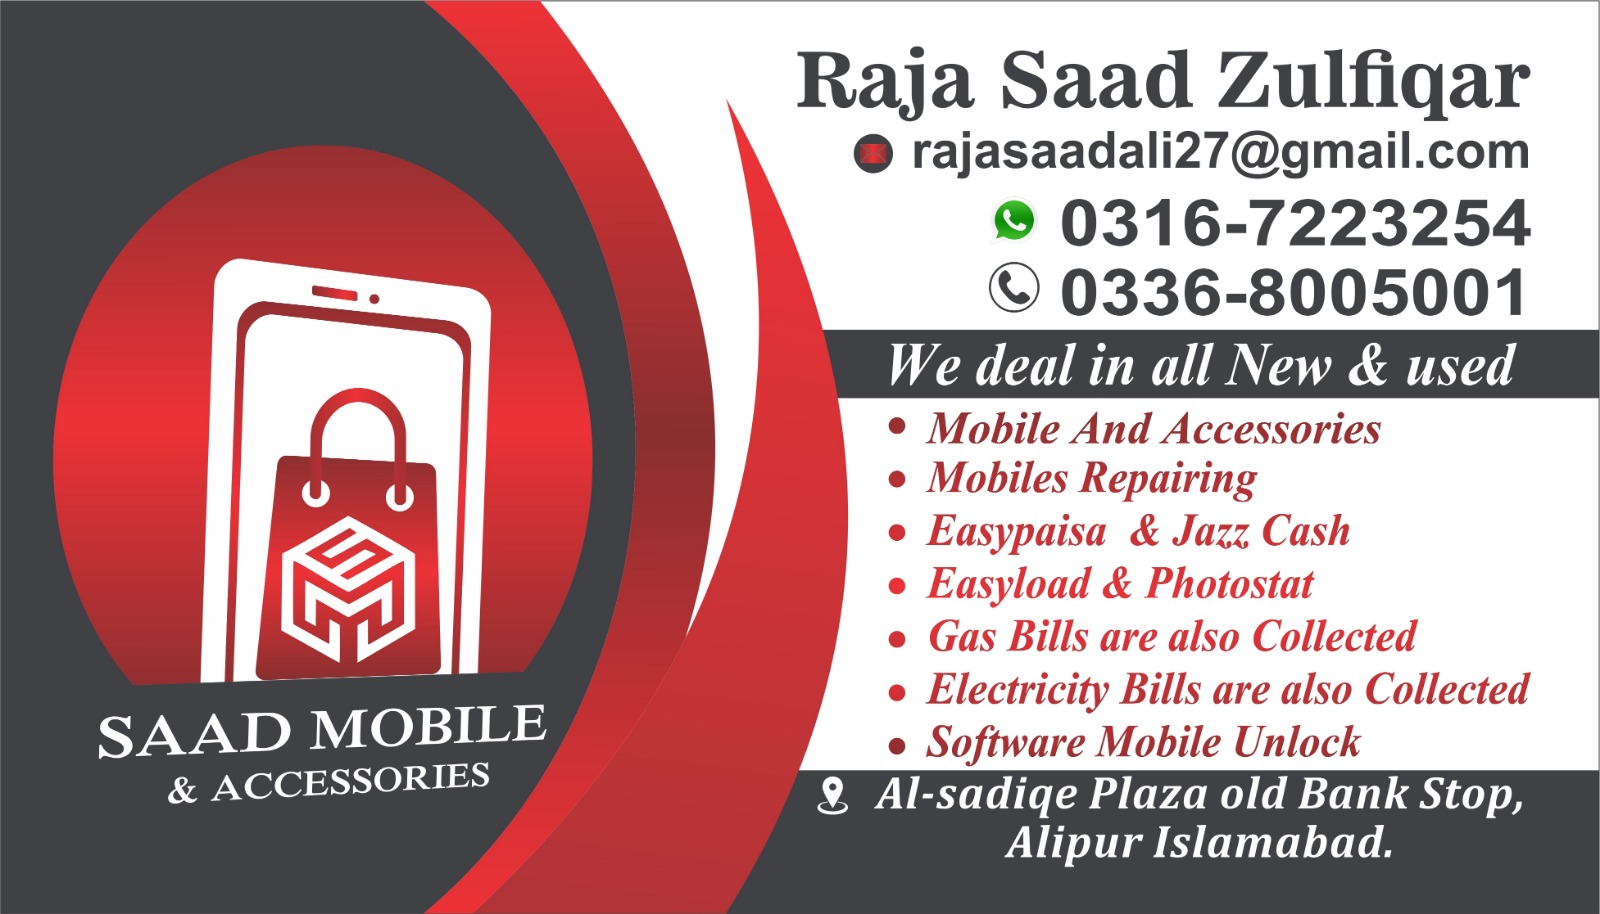 Raja Saad Zulfiqar
rajasaadali27@gmail.com
0316-7223254
0336-8005001
We deal in all New & used
• Mobile And Accessories
• Mobiles Repairing
• Easypaisa & Jazz Cash
• Easyload & Photostat
• Gas Bills are also Collected
• Electricity Bills are also Collected
• Software Mobile Unlock
Al-sadiqe Plaza old Bank Stop,
Alipur Islamabad.
SM
SAAD MOBILE
& ACCESSORIES